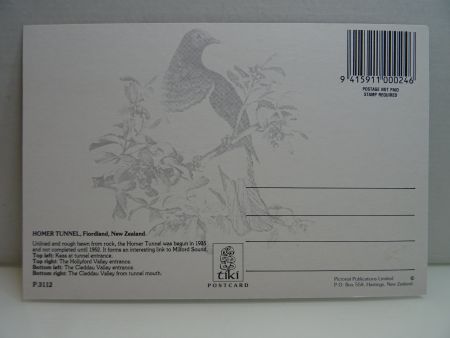 9 415911 000246
POSTAGE NOT PAID
STAMP REQUIRED
HOMER TUNNEL, Fiordland, New Zealand.
Unlined and rough hewn from rock, the Homer Tunnel was begun in 1935
and not completed until 1952. It forms an interesting link to Milford Sound.
Top left: Keas at tunnel entrance.
Top right: The Hollyford Valley entrance.
Bottom left: The Cleddau Valley entrance.
Bottom right: The Cleddau Valley from tunnel mouth.
P.3112
tiki
POSTCARD
Pictorial Publications Limited ©
P.O. Box 559, Hastings, New Zealand